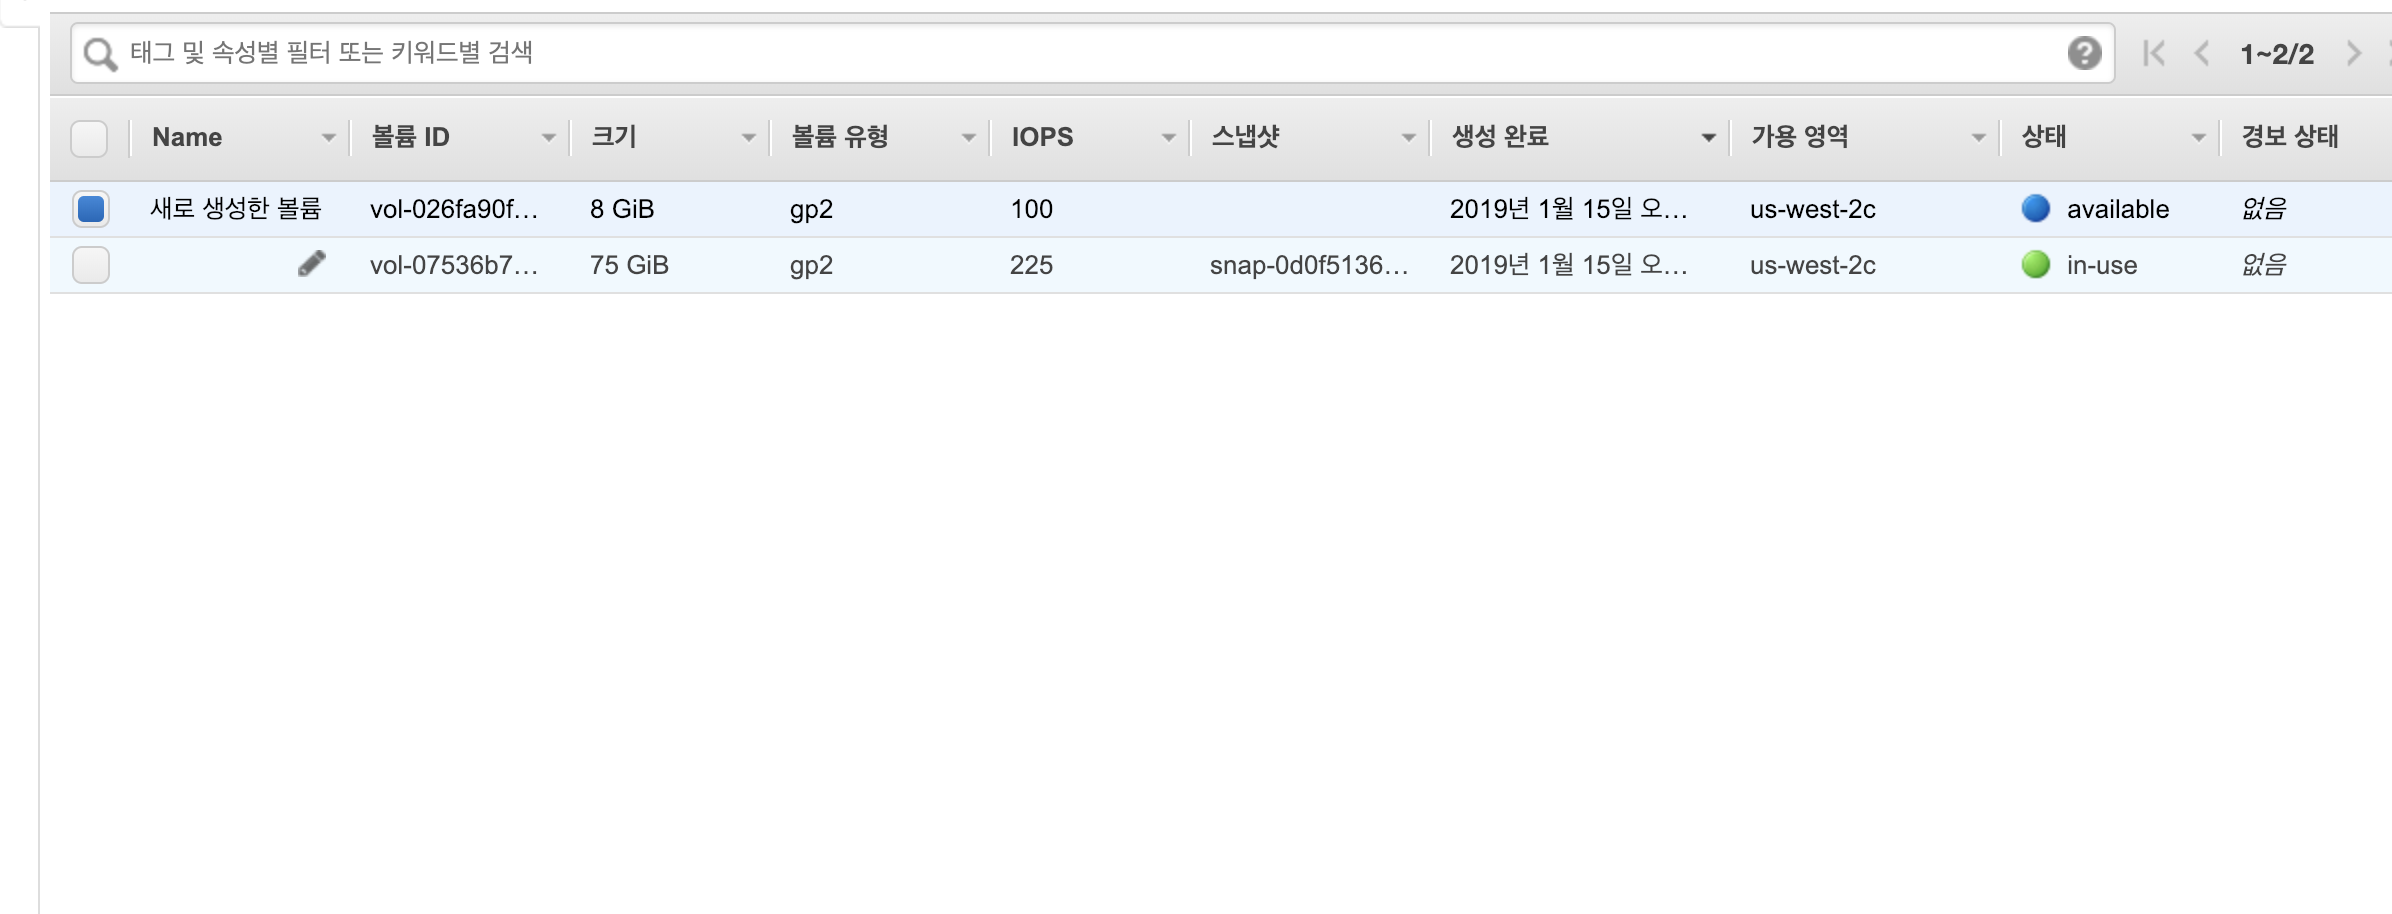 태그 및 속성별 필터 또는 키워드별 검색 1~2/2
Name 볼륨 ID 크기 볼륨 유형 IOPS 스냅샷 생성 완료 가용 영역 상태 경보 상태
새로 생성한 볼륨 vol-026fa90f... 8 GiB gp2 100 2019년 1월 15일 오... us-west-2c available 없음
vol-07536b7... 75 GiB gp2 225 snap-0d0f5136... 2019년 1월 15일 오... us-west-2c in-use 없음